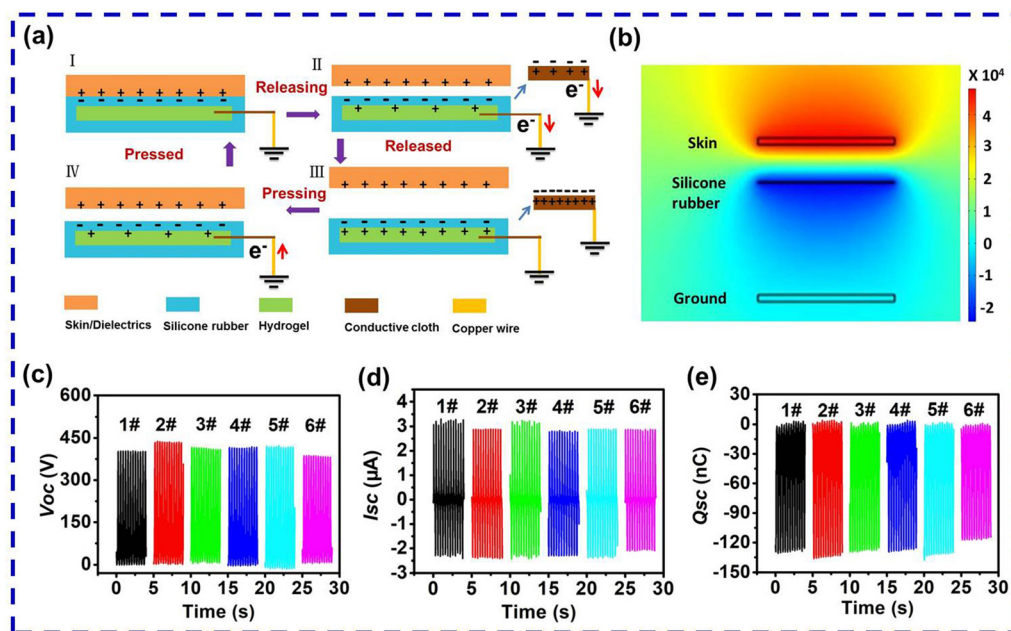 (a)
I
II
Releasing
e-
e-
Pressed
Released
IV
III
Pressing
e-
Skin/Dielectrics
Silicone rubber
Hydrogel
Conductive cloth
Copper wire
(b)
X 10⁴
Skin
Silicone
rubber
Ground
3
2
1
0
-1
-2
(c)
600
450
300
150
0
Voc (V)
1# 2# 3# 4# 5# 6#
0 5 10 15 20 25 30
Time (s)
(d)
4
3
2
1
0
-1
-2
-3
Isc (μA)
1# 2# 3# 4# 5# 6#
0 5 10 15 20 25 30
Time (s)
(e)
30
0
-30
-60
-90
-120
-150
Qsc (nC)
1# 2# 3# 4# 5# 6#
0 5 10 15 20 25 30
Time (s)